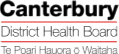 Canterbury
District Health Board
Te Poari Hauora ō Waitaha